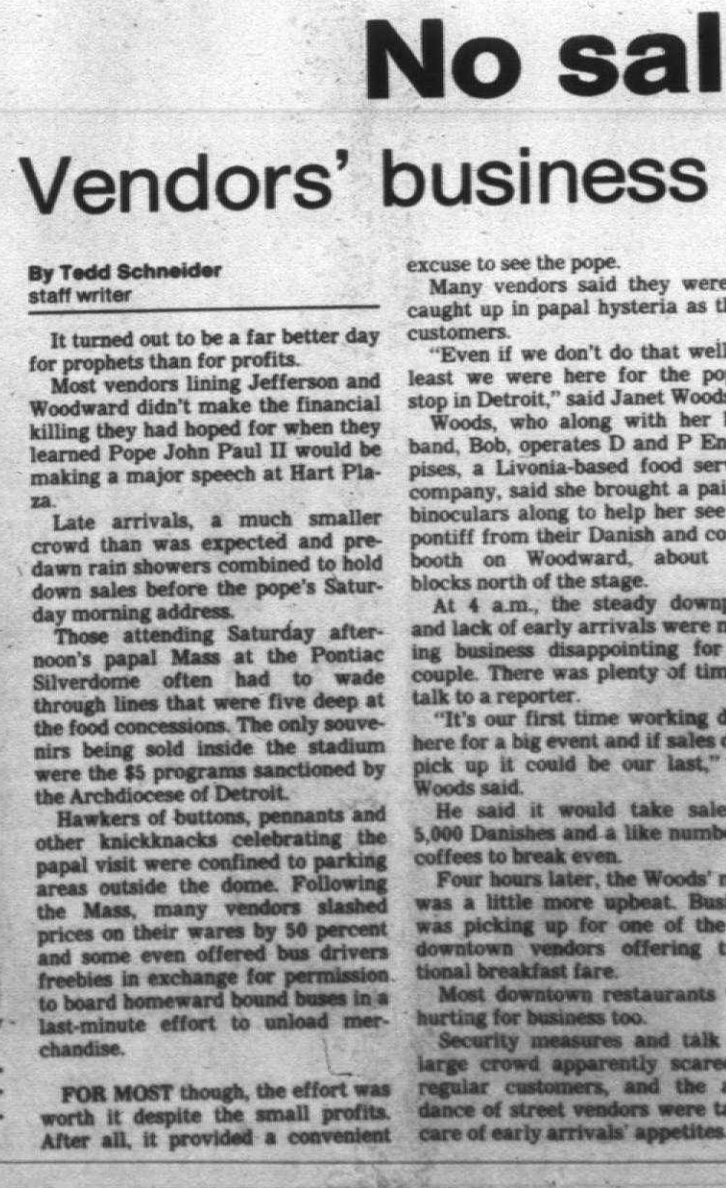 No sal
Vendors' business
By Tedd Schneider
staff writer
It turned out to be a far better day
for prophets than for profits.
Most vendors lining Jefferson and
Woodward didn't make the financial
killing they had hoped for when they
learned Pope John Paul II would be
making a major speech at Hart Pla-
za.
Late arrivals, a much smaller
crowd than was expected and pre-
dawn rain showers combined to hold
down sales before the pope's Satur-
day morning address.
Those attending Saturday after-
noon's papal Mass at the Pontiac
Silverdome often had to wade
through lines that were five deep at
the food concessions. The only souve-
nirs being sold inside the stadium
were the $5 programs sanctioned by
the Archdiocese of Detroit.
Hawkers of buttons, pennants and
other knickknacks celebrating the
papal visit were confined to parking
areas outside the dome. Following
the Mass, many vendors slashed
prices on their wares by 50 percent
and some even offered bus drivers
freebies in exchange for permission
to board homeward bound buses in a
last-minute effort to unload mer-
chandise.
FOR MOST though, the effort was
worth it despite the small profits.
After all, it provided a convenient
excuse to see the pope.
Many vendors said they were
caught up in papal hysteria as th
customers.
"Even if we don't do that well
least we were here for the po
stop in Detroit," said Janet Woods
Woods, who along with her
band, Bob, operates D and P En
pises, a Livonia-based food ser
company, said she brought a pai
binoculars along to help her see
pontiff from their Danish and co
booth on Woodward, about
blocks north of the stage.
At 4 a.m., the steady downp
and lack of early arrivals were m
ing business disappointing for
couple. There was plenty of tim
talk to a reporter.
"It's our first time working d
here for a big event and if sales
pick up it could be our last,"
Woods said.
He said it would take sale
5,000 Danishes and a like numbe
coffees to break even.
Four hours later, the Woods'
was a little more upbeat. Busi
was picking up for one of the
downtown vendors offering t
tional breakfast fare.
Most downtown restaurants
hurting for business too.
Security measures and talk
large crowd apparently scared
regular customers, and the
dance of street vendors were ta
care of early arrivals' appetites